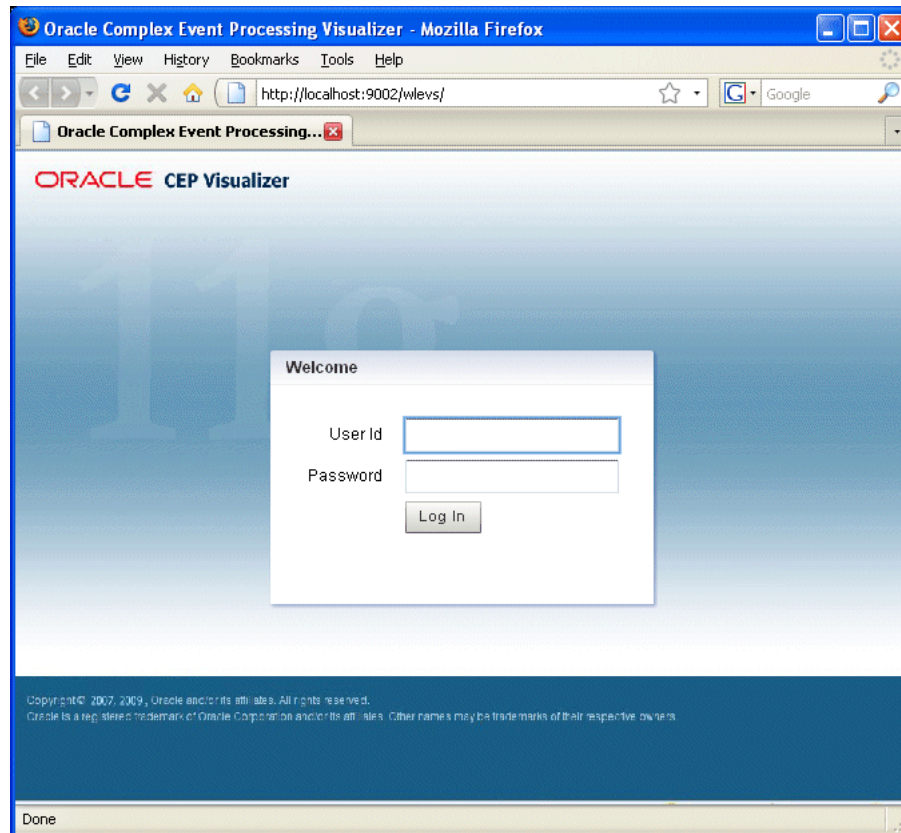 Oracle Complex Event Processing Visualizer - Mozilla Firefox
File Edit View History Bookmarks Tools Help
http://localhost:9002/wlevs/
G Google
Oracle Complex Event Processing...
ORACLE CEP Visualizer
11g
Welcome
User Id
Password
Log In
Copyright © 2007, 2009, Oracle and/or its affiliates. All rights reserved.
Oracle is a registered trademark of Oracle Corporation and/or its affiliates. Other names may be trademarks of their respective owners
Done